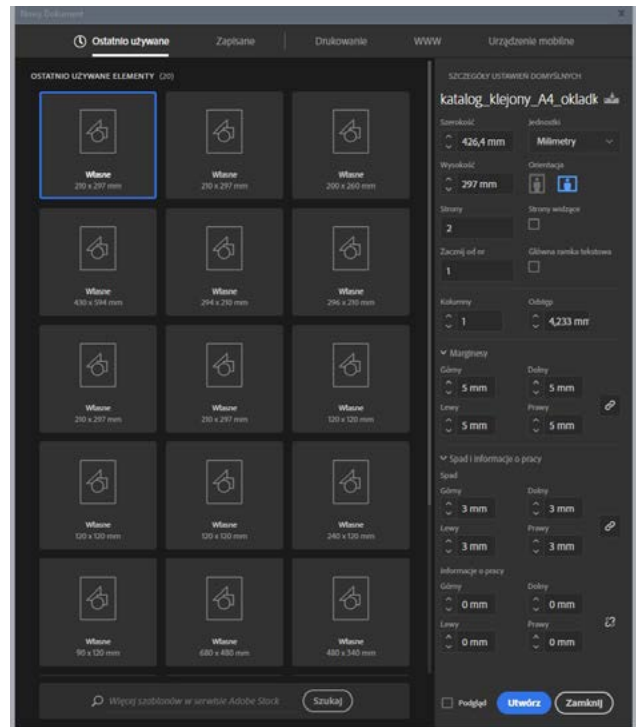 Nowy Dokument
Ostatnio używane
Zapisane
Drukowanie
WWW
Urządzenie mobilne
OSTATNIO UŻYWANE ELEMENTY (20)
Własne
210 x 297 mm
Własne
210 x 297 mm
Własne
200 x 260 mm
Własne
430 x 594 mm
Własne
294 x 210 mm
Własne
296 x 210 mm
Własne
210 x 297 mm
Własne
210 x 297 mm
Własne
120 x 120 mm
Własne
120 x 120 mm
Własne
120 x 120 mm
Własne
240 x 120 mm
Własne
90 x 120 mm
Własne
680 x 480 mm
Własne
480 x 340 mm
Więcej szablonów w serwisie Adobe Stock
Szukaj
SZCZEGÓŁY USTAWIEŃ DOMYŚLNYCH
katalog_klejony_A4_okladk
Szerokość
Jednostki
426,4 mm
Milimetry
Wysokość
Orientacja
297 mm
Strony
Strony widzące
2
Zacznij od nr
Główna ramka tekstowa
1
Kolumny
Odstęp
1
4,233 mm
Marginesy
Górny
Dolny
5 mm
5 mm
Lewy
Prawy
5 mm
5 mm
Spad i informacje o pracy
Spad
Górny
Dolny
3 mm
3 mm
Lewy
Prawy
3 mm
3 mm
Informacje o pracy
Górny
Dolny
0 mm
0 mm
Lewy
Prawy
0 mm
0 mm
Podgląd
Utwórz
Zamknij